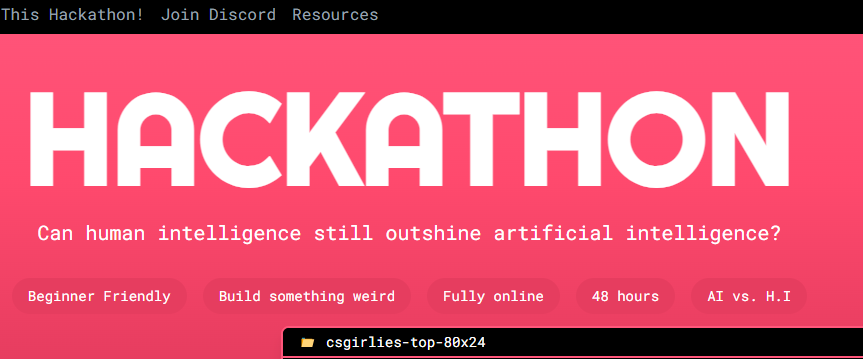 This Hackathon! Join Discord Resources
HACKATHON
Can human intelligence still outshine artificial intelligence?
Beginner Friendly Build something weird Fully online 48 hours AI vs. H.I
csgirlies-top-80x24